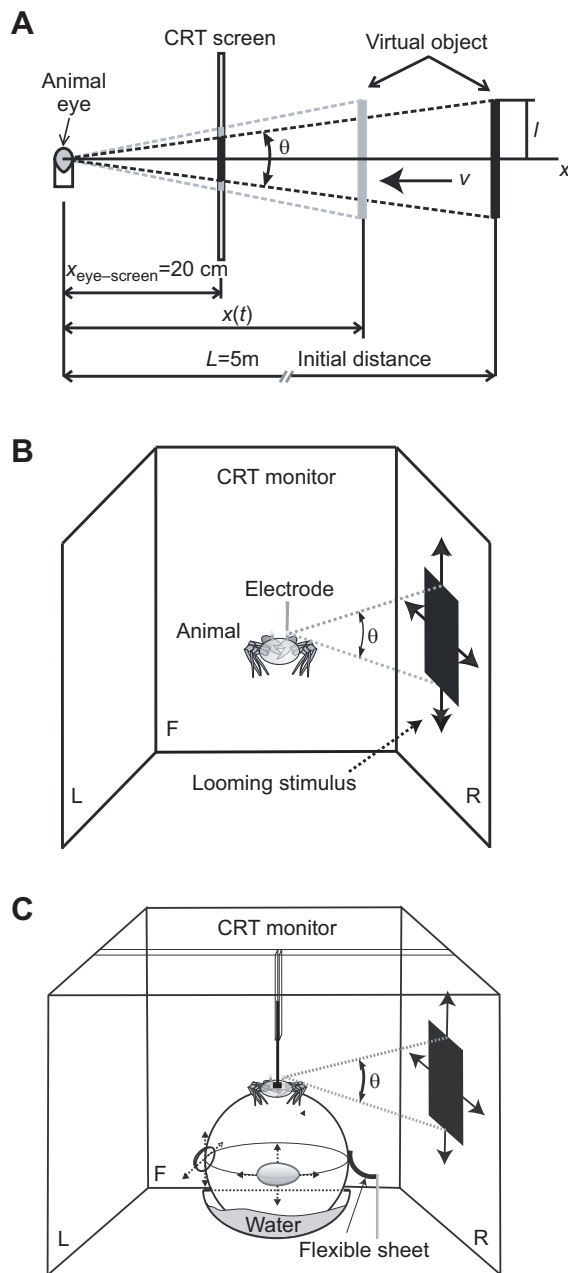 A
CRT screen
Virtual object
Animal
eye
θ
l
v
x
x eye–screen=20 cm
x(t)
L=5m Initial distance
B
CRT monitor
Electrode
Animal
θ
F
L
Looming stimulus
R
C
CRT monitor
θ
F
L
Water
Flexible sheet
R